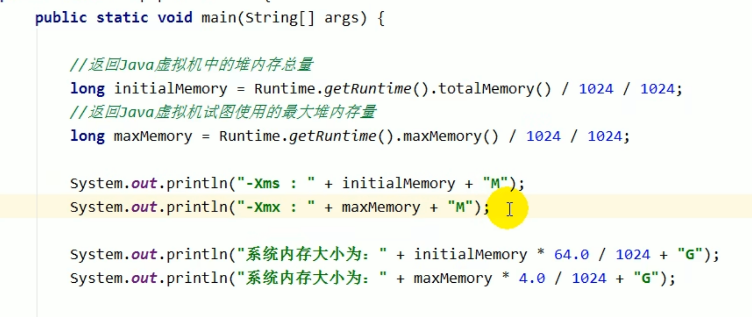 public static void main(String[] args) {
//返回Java虚拟机中的堆内存总量
long initialMemory = Runtime.getRuntime().totalMemory() / 1024 / 1024;
//返回Java虚拟机试图使用的最大堆内存量
long maxMemory = Runtime.getRuntime().maxMemory() / 1024 / 1024;
System.out.println("-Xms : " + initialMemory + "M");
System.out.println("-Xmx : " + maxMemory + "M");
System.out.println("系统内存大小为：" + initialMemory * 64.0 / 1024 + "G");
System.out.println("系统内存大小为：" + maxMemory * 4.0 / 1024 + "G");